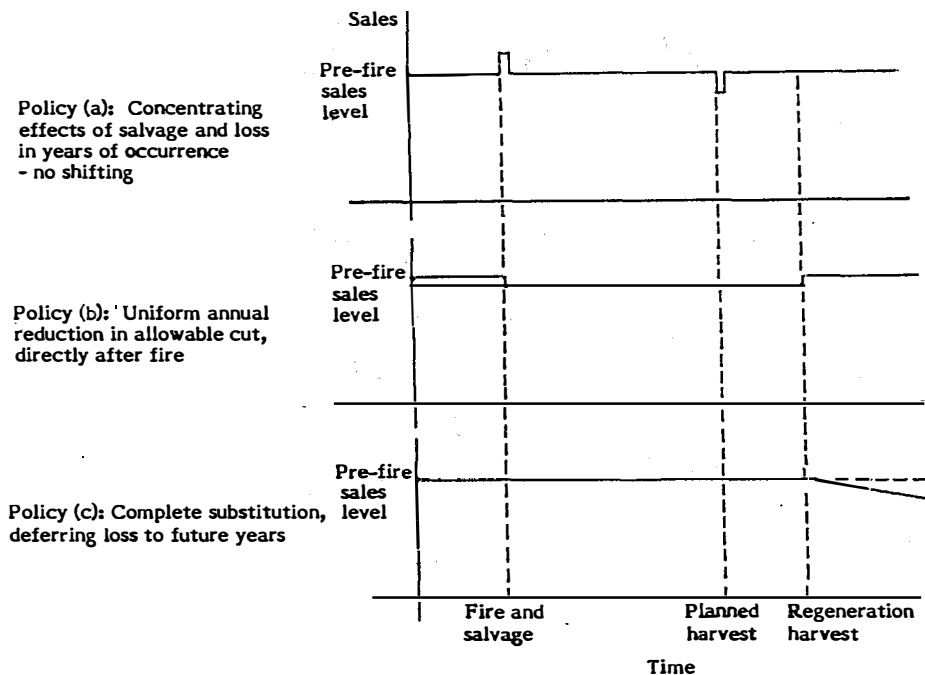 Sales
Pre-fire
sales
level
Policy (a): Concentrating
effects of salvage and loss
in years of occurrence
- no shifting
Pre-fire
sales
level
Policy (b): Uniform annual
reduction in allowable cut,
directly after fire
Pre-fire
sales
level
Policy (c): Complete substitution,
deferring loss to future years
Fire and
salvage
Planned
harvest
Regeneration
harvest
Time